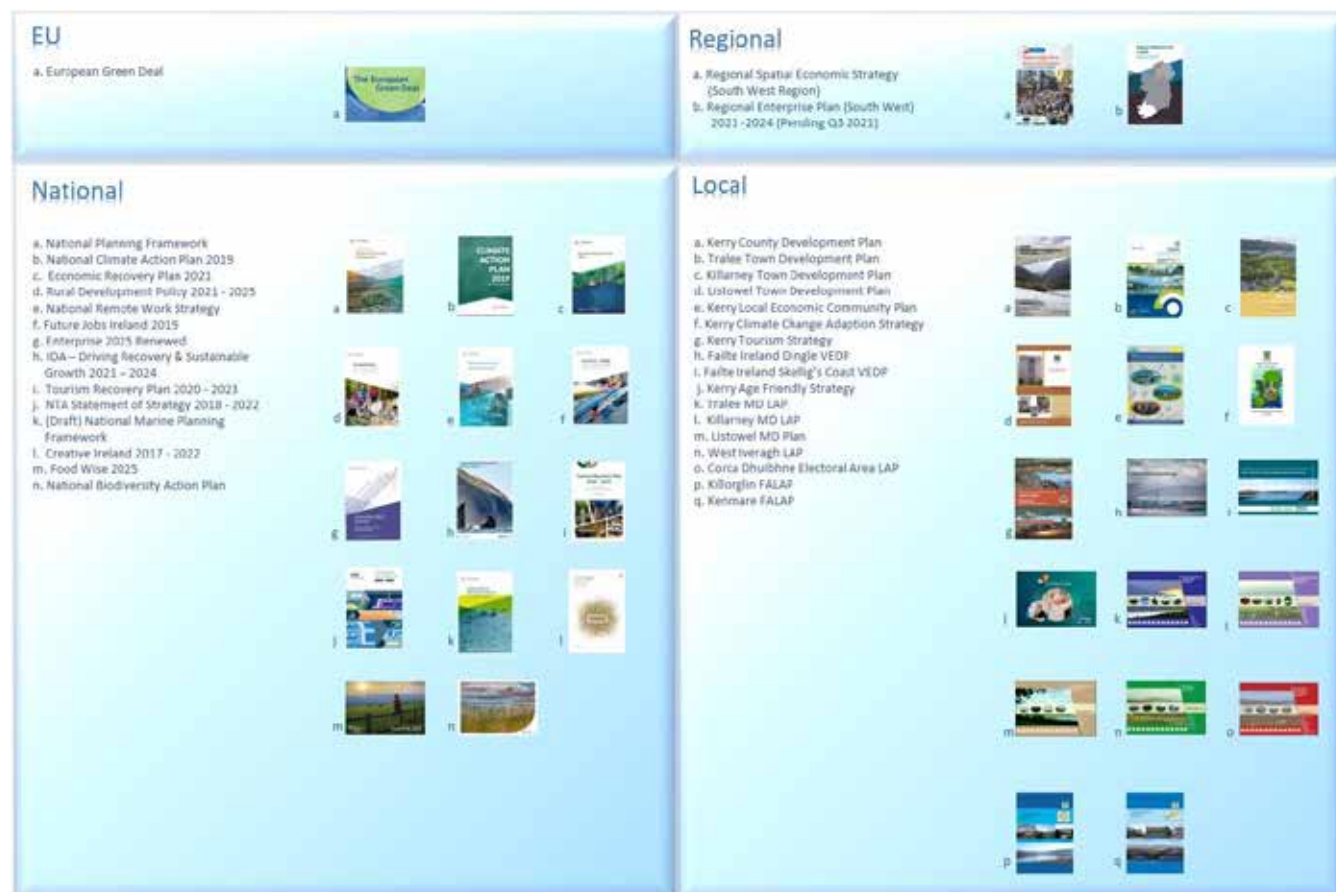 EU
a. European Green Deal
The European
Green Deal
a
Regional
a. Regional Spatial Economic Strategy
(South West Region)
b. Regional Enterprise Plan (South West)
2021 -2024 (Pending Q3 2021)
a
b
National
a. National Planning Framework
b. National Climate Action Plan 2019
c. Economic Recovery Plan 2021
d. Rural Development Policy 2021 - 2025
e. National Remote Work Strategy
f. Future Jobs Ireland 2019
g. Enterprise 2025 Renewed
h. IDA – Driving Recovery & Sustainable
Growth 2021 – 2024
i. Tourism Recovery Plan 2020 - 2023
j. NTA Statement of Strategy 2018 - 2022
k. (Draft) National Marine Planning
Framework
l. Creative Ireland 2017 - 2022
m. Food Wise 2025
n. National Biodiversity Action Plan
a
CLIMATE
ACTION
PLAN
2019
b
c
d
e
f
g
h
i
j
k
l
m
n
Local
a. Kerry County Development Plan
b. Tralee Town Development Plan
c. Killarney Town Development Plan
d. Listowel Town Development Plan
e. Kerry Local Economic Community Plan
f. Kerry Climate Change Adaption Strategy
g. Kerry Tourism Strategy
h. Failte Ireland Dingle VEDP
i. Failte Ireland Skellig's Coast VEDP
j. Kerry Age Friendly Strategy
k. Tralee MD LAP
l. Killarney MD LAP
m. Listowel MD Plan
n. West Iveragh LAP
o. Corca Dhuibhne Electoral Area LAP
p. Killorglin FALAP
q. Kenmare FALAP
a
b
c
d
e
f
g
h
i
j
k
l
m
n
o
p
q